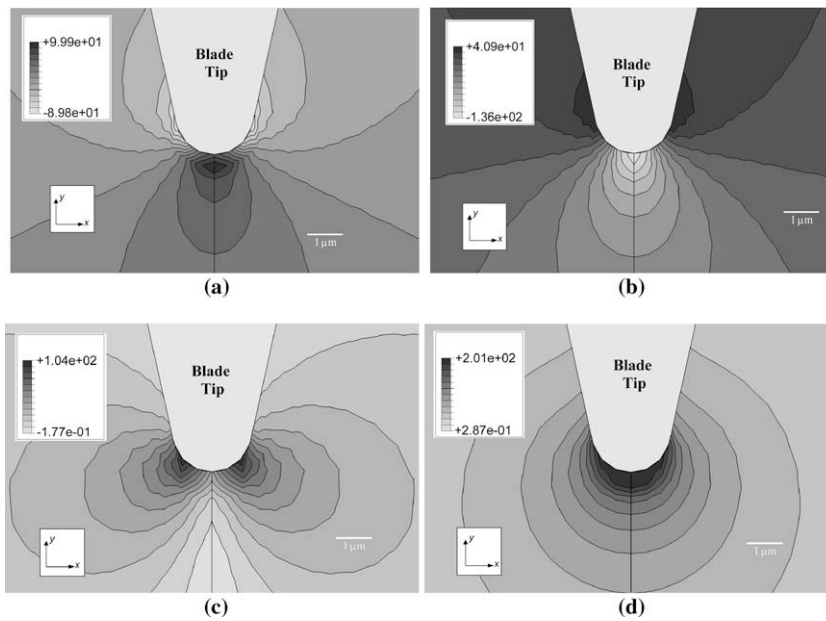 +9.99e+01
-8.98e+01
Blade
Tip
y
x
1 μm
(a)
+4.09e+01
-1.36e+02
Blade
Tip
y
x
1 μm
(b)
+1.04e+02
-1.77e-01
Blade
Tip
y
x
1 μm
(c)
+2.01e+02
+2.87e-01
Blade
Tip
y
x
1 μm
(d)